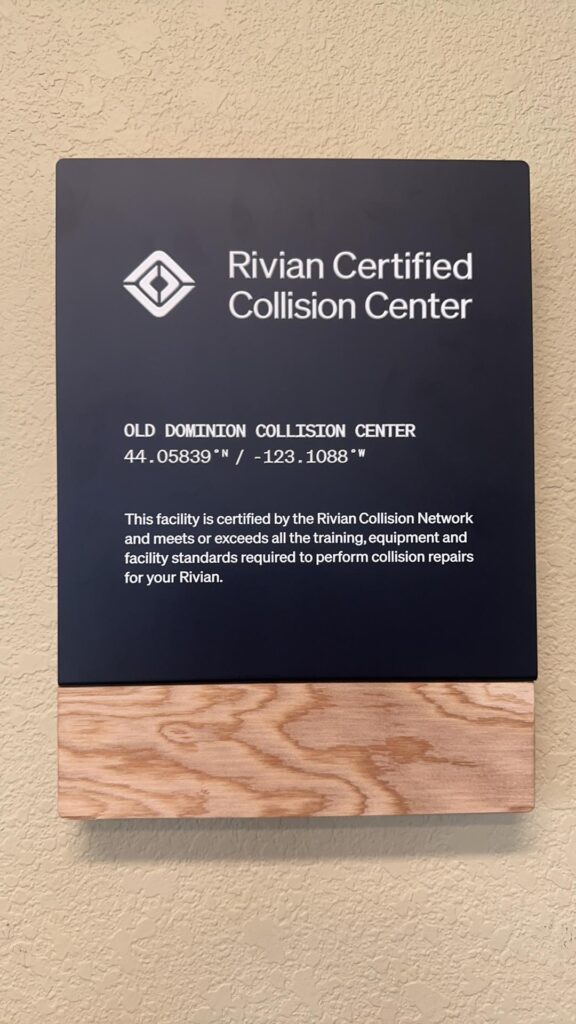 Rivian Certified
Collision Center
OLD DOMINION COLLISION CENTER
44.05839°N / -123.1088°W
This facility is certified by the Rivian Collision Network
and meets or exceeds all the training, equipment and
facility standards required to perform collision repairs
for your Rivian.